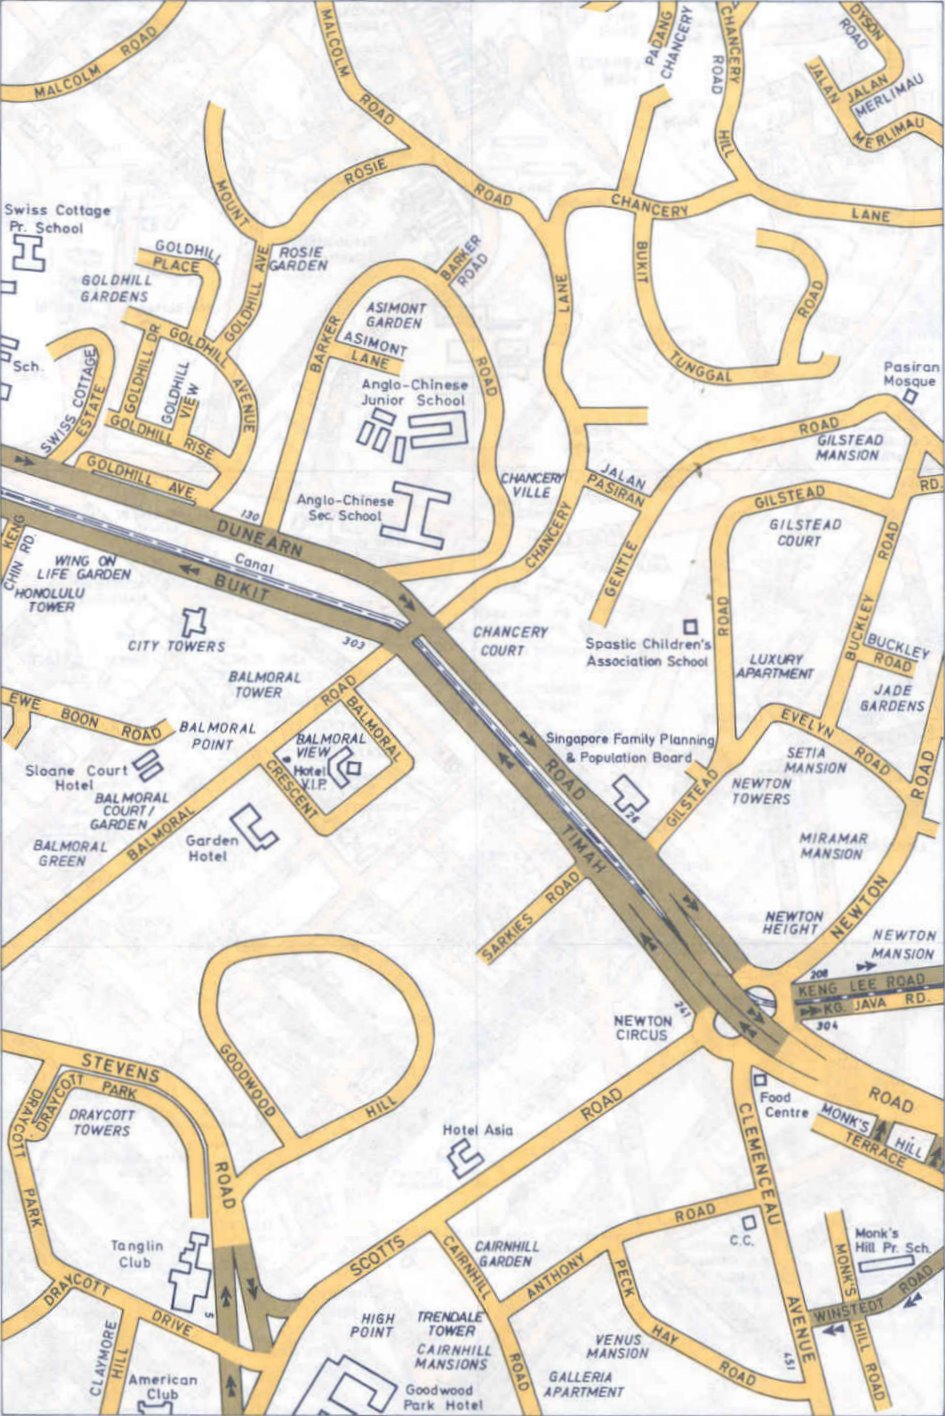 MALCOLM ROAD
MALCOLM
ROAD
PADANG
CHANCERY
CHANCERY
ROAD
HILL
DYSON
ROAD
JALAN
JALAN
MERLIMAU
MERLIMAU
ROSIE
ROAD
CHANCERY
LANE
MOUNT
Swiss Cottage
Pr. School
GOLDHILL
PLACE
GOLDHILL AVE
ROSIE
GARDEN
BARKER
ROAD
BUKIT
LANE
ROAD
GOLDHILL
GARDENS
ASIMONT
GARDEN
GOLDHILL DR
GOLDHILL
AVENUE
BARKER
ASIMONT
LANE
ROAD
TUNGGAL
Sch.
SWISS COTTAGE
ESTATE
GOLDHILL
VIEW
Anglo-Chinese
Junior School
Pasiran
Mosque
GOLDHILL RISE
ROAD
GILSTEAD
MANSION
GOLDHILL AVE
CHANCERY
VILLE
JALAN
PASIRAN
RD.
GILSTEAD
Anglo-Chinese
Sec. School
130
DUNEARN
CHANCERY
GILSTEAD
COURT
ROAD
KENG
CHIN RD.
Canal
BUKIT
WING ON
LIFE GARDEN
HONOLULU
TOWER
GENTLE
ROAD
BUCKLEY
CITY TOWERS
303
CHANCERY
COURT
Spastic Children's
Association School
BUCKLEY
ROAD
LUXURY
APARTMENT
BALMORAL
TOWER
ROAD
BALMORAL
JADE
GARDENS
EWE BOON ROAD
BALMORAL
POINT
BALMORAL
VIEW
Hotel
V.I.P.
CRESCENT
EVELYN
ROAD
Singapore Family Planning
& Population Board
SETIA
MANSION
Sloane Court
Hotel
ROAD
GILSTEAD
NEWTON
TOWERS
ROAD
BALMORAL
COURT/
GARDEN
BALMORAL
126
BALMORAL
GREEN
Garden
Hotel
TIMAH
MIRAMAR
MANSION
SARKIES ROAD
NEWTON
NEWTON
HEIGHT
NEWTON
MANSION
208
KENG LEE ROAD
KG. JAVA RD.
304
241
NEWTON
CIRCUS
STEVENS
GOODWOOD
HILL
DRAYCOTT
DRAYCOTT PARK
DRAYCOTT
TOWERS
ROAD
ROAD
Food
Centre
MONK'S
HILL
TERRACE
Hotel Asia
CLEMENCEAU
PARK
ROAD
ROAD
C.C.
Tanglin
Club
SCOTTS
CAIRNHILL
CAIRNHILL
GARDEN
ANTHONY
PECK
MONK'S
Monk's
Hill Pr. Sch.
DRAYCOTT
DRIVE
5
HIGH
POINT
TRENDALE
TOWER
CAIRNHILL
MANSIONS
HAY
ROAD
VENUS
MANSION
AVENUE
WINSTEDT ROAD
HILL ROAD
451
CLAYMORE
HILL
American
Club
Goodwood
Park Hotel
ROAD
GALLERIA
APARTMENT